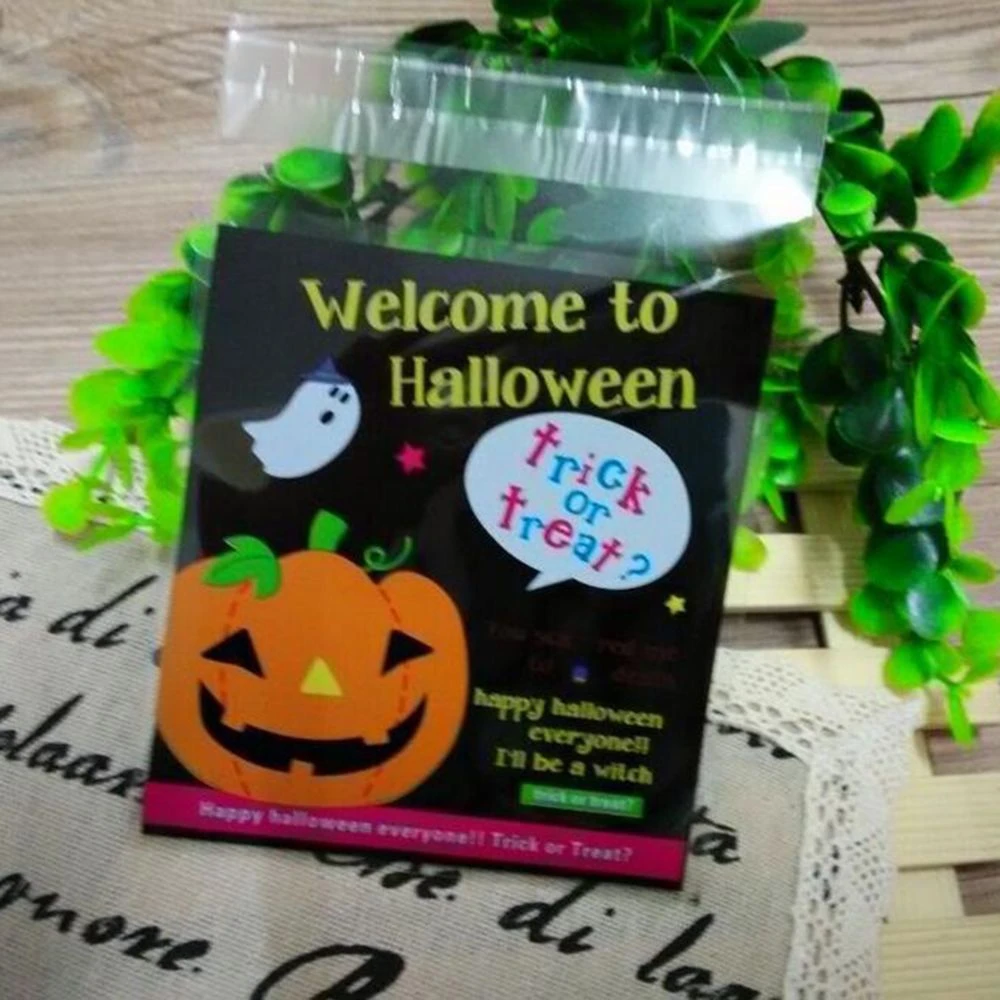 Welcome to
Halloween
trick
or
treat?
happy halloween
everyone!!
I'll be a witch
trick or treat?
Happy halloween everyone!! Trick or Treat?
a di
di